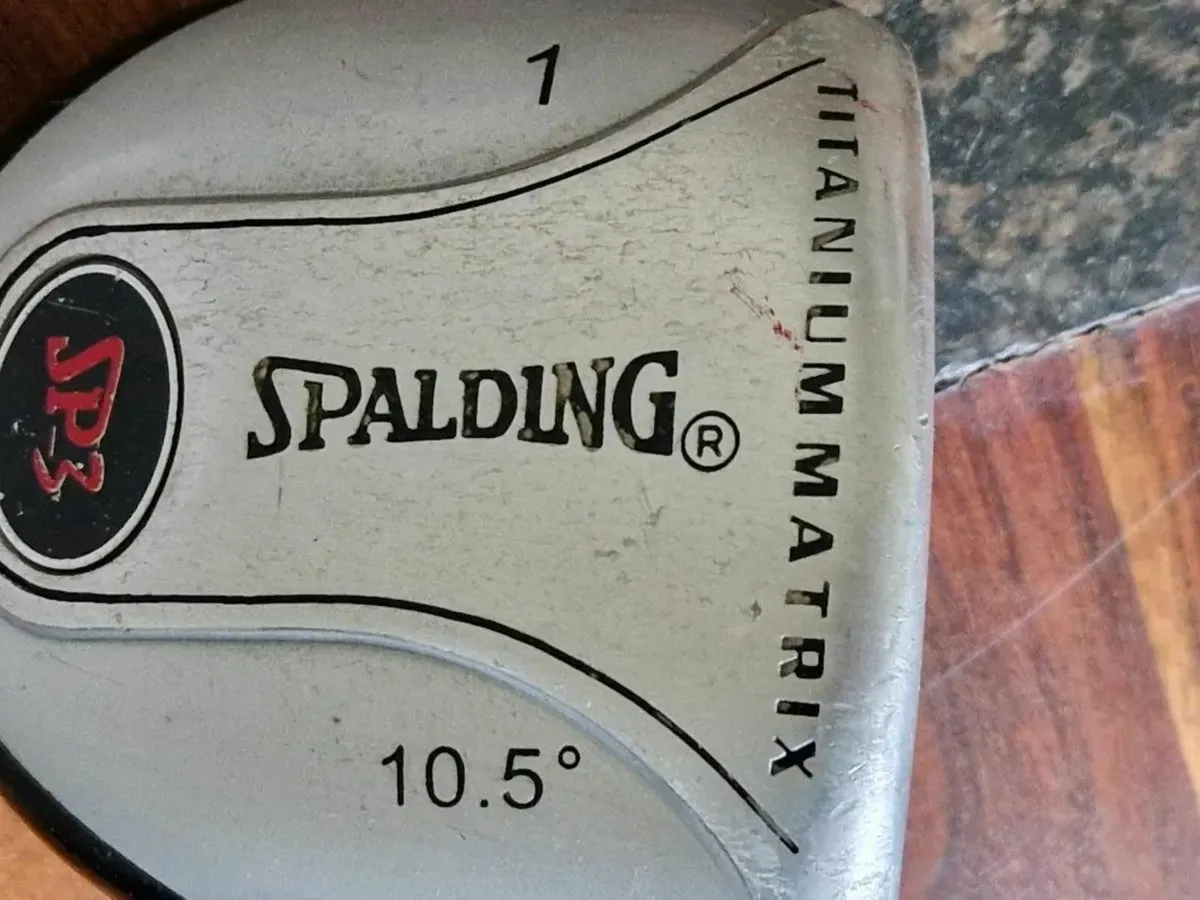 1
TITANIUM MATRIX
SP3
SPALDING®
10.5°